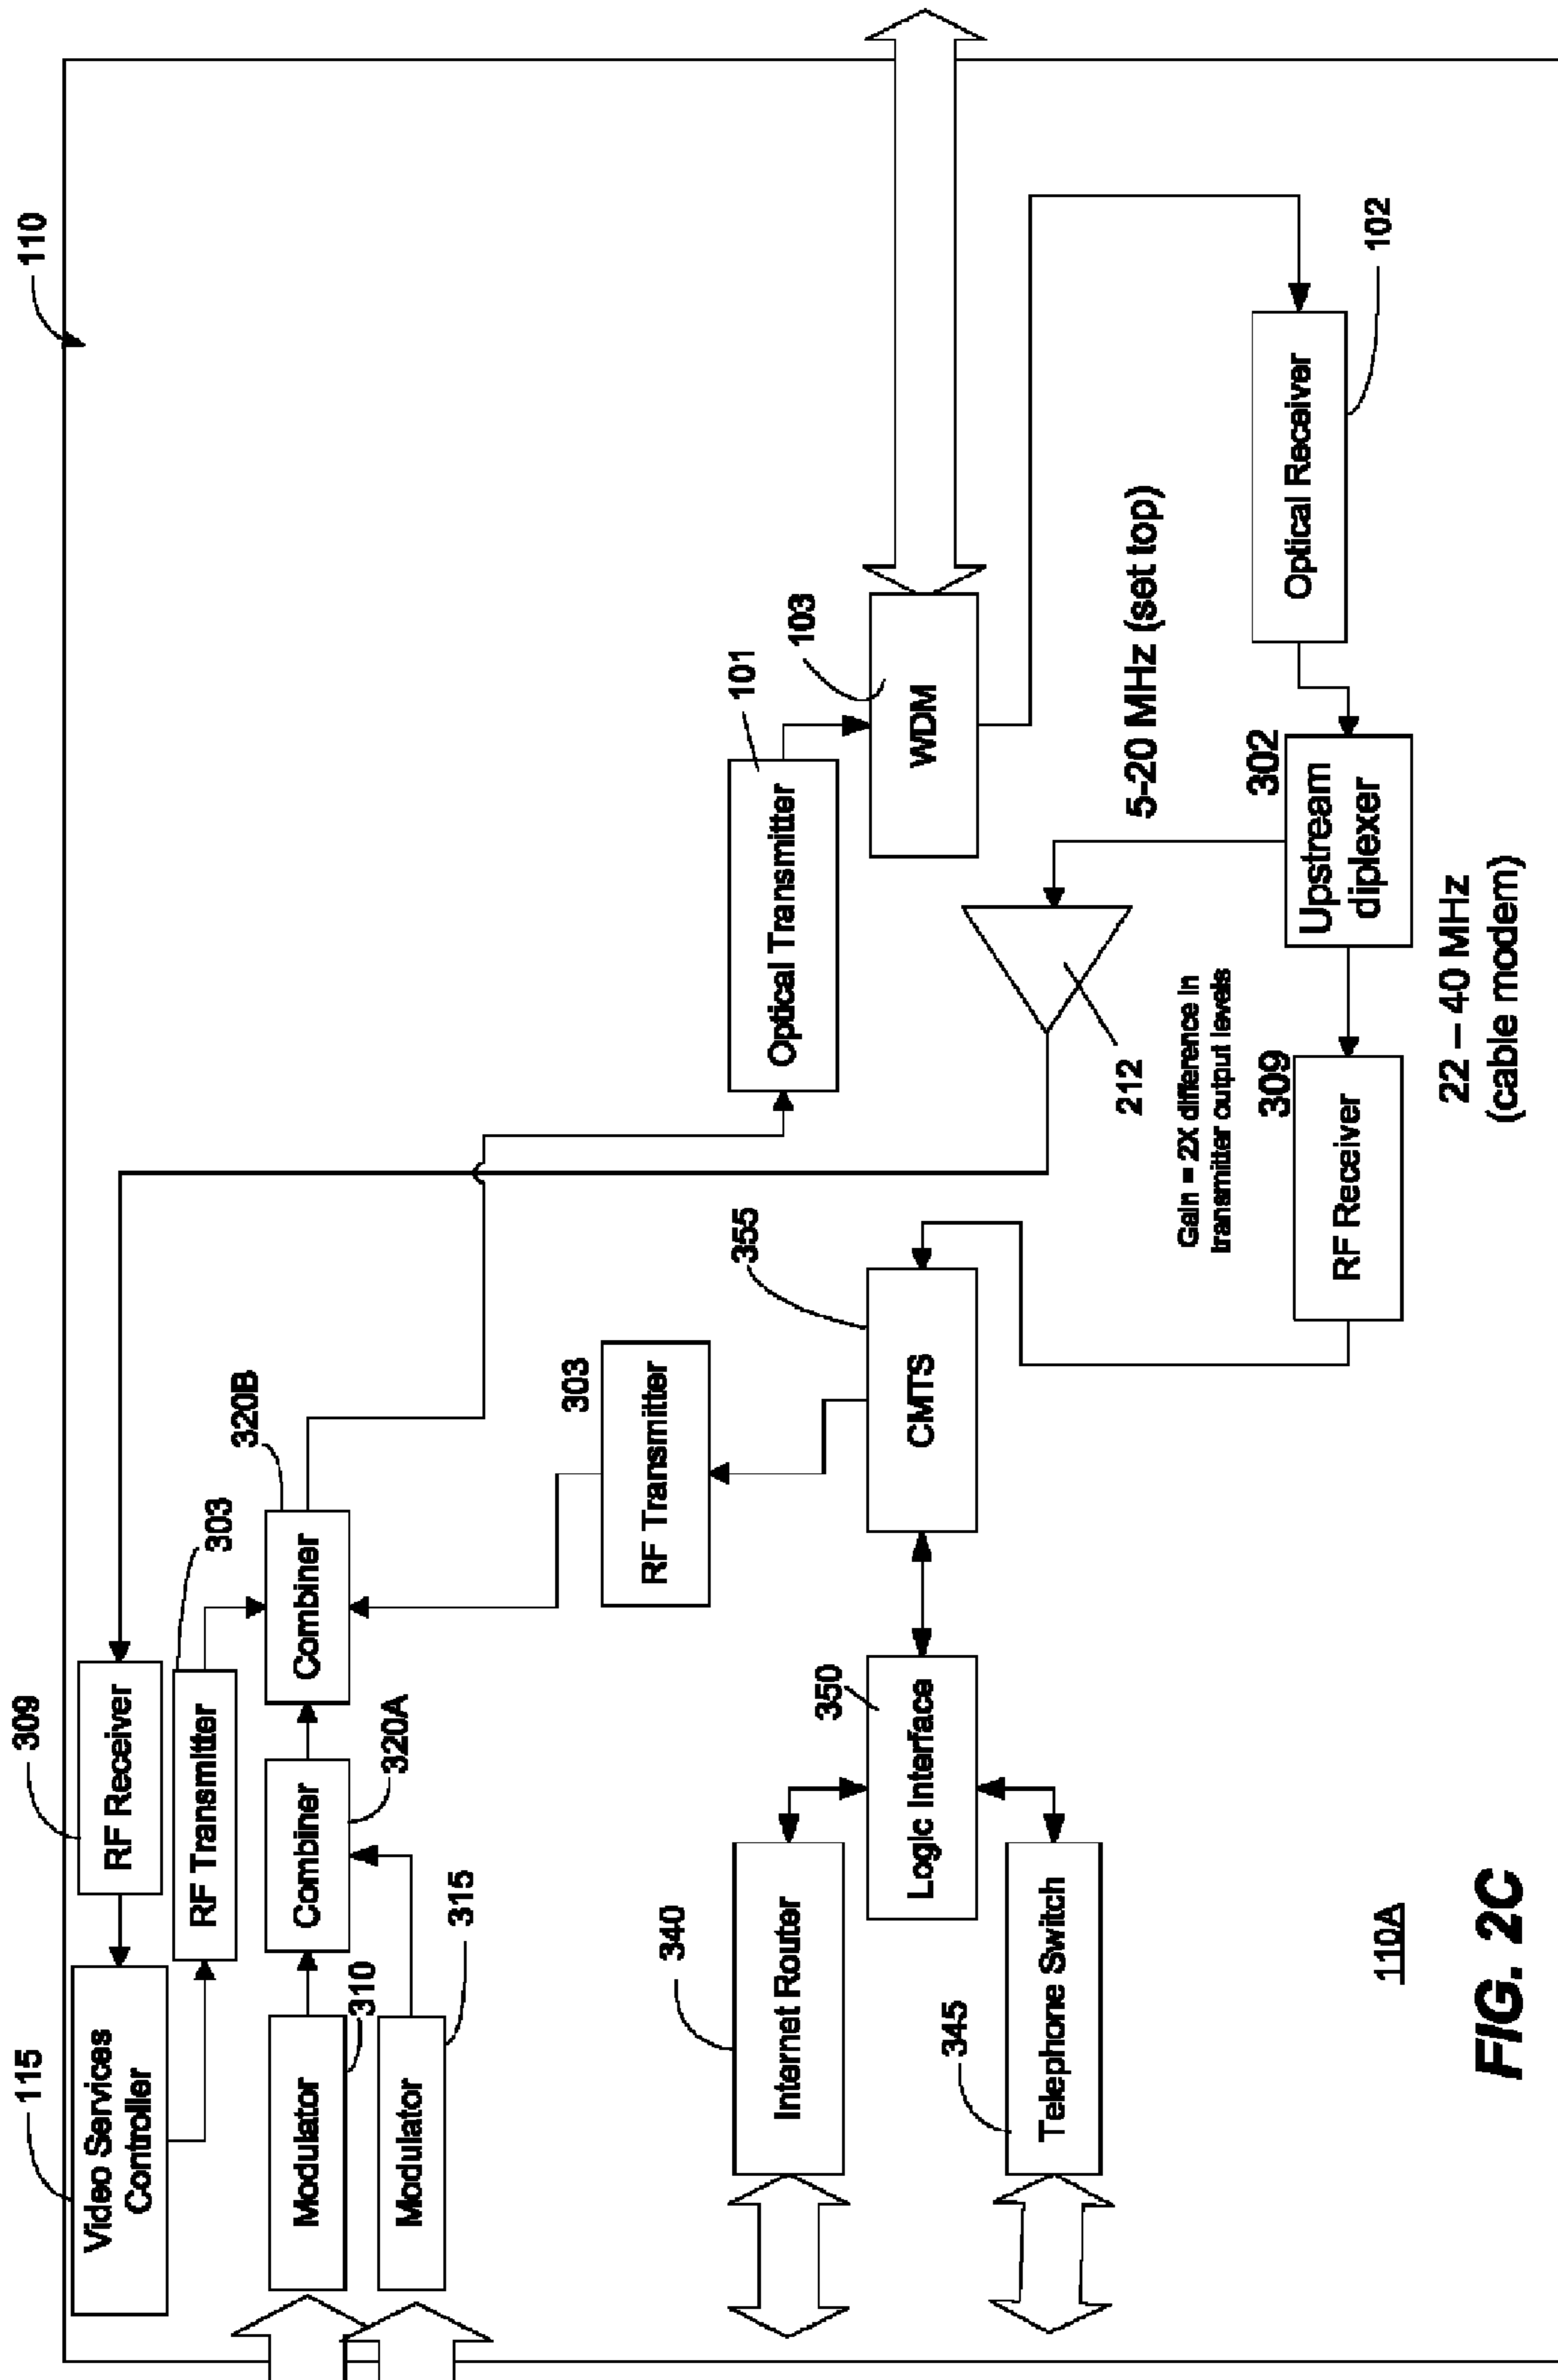 110
115
Video Services
Controller
309
RF Receiver
RF Transmitter
303
Modulator
310
Combiner
320A
Combiner
320B
Modulator
315
RF Transmitter
303
Optical Transmitter
101
WDM
103
340
Internet Router
350
Logic Interface
355
CMTS
345
Telephone Switch
212
Gain = 2X difference in
transmitter output levels
5-20 MHz (set top)
309
RF Receiver
302
Upstream
diplexer
Optical Receiver
102
22 – 40 MHz
(cable modem)
110A
FIG. 2C